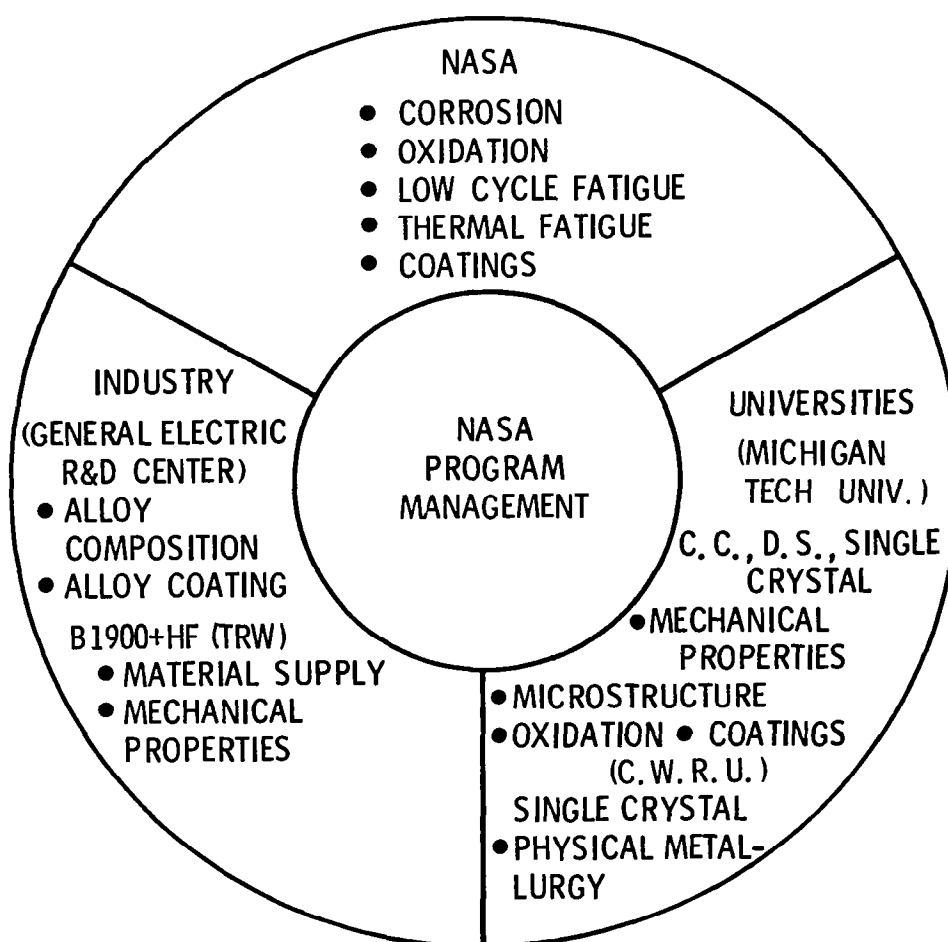 NASA
● CORROSION
● OXIDATION
● LOW CYCLE FATIGUE
● THERMAL FATIGUE
● COATINGS
INDUSTRY
(GENERAL ELECTRIC
R&D CENTER)
● ALLOY
COMPOSITION
● ALLOY COATING
B1900+HF (TRW)
● MATERIAL SUPPLY
● MECHANICAL
PROPERTIES
NASA
PROGRAM
MANAGEMENT
UNIVERSITIES
(MICHIGAN
TECH UNIV.)
C.C., D.S., SINGLE
CRYSTAL
● MECHANICAL
PROPERTIES
● MICROSTRUCTURE
● OXIDATION ● COATINGS
(C.W.R.U.)
SINGLE CRYSTAL
● PHYSICAL METAL-
LURGY